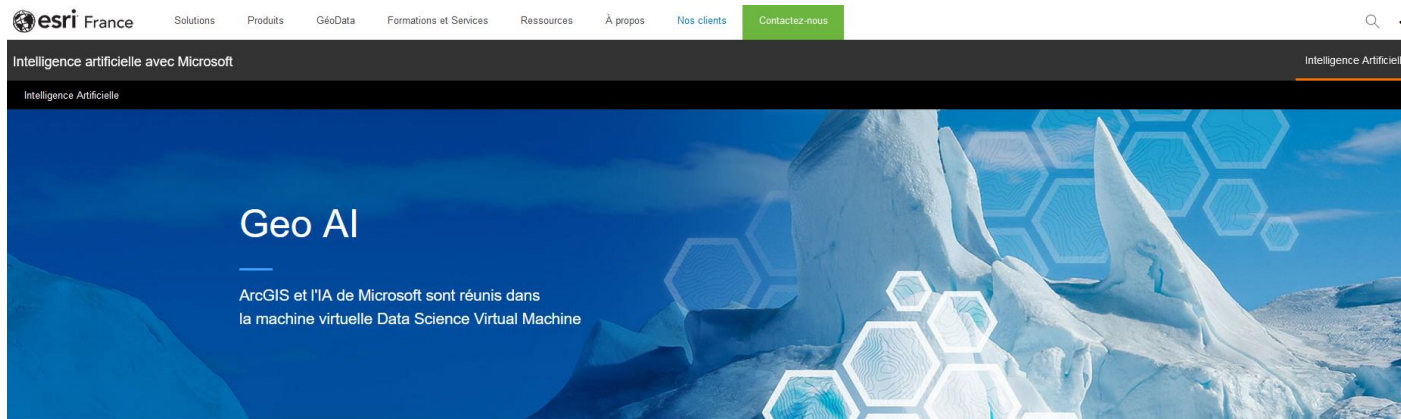 esri France
Solutions
Produits
GéoData
Formations et Services
Ressources
À propos
Nos clients
Contactez-nous
Intelligence artificielle avec Microsoft
Intelligence Artificiell
Intelligence Artificielle
Geo AI
ArcGIS et l'IA de Microsoft sont réunis dans
la machine virtuelle Data Science Virtual Machine